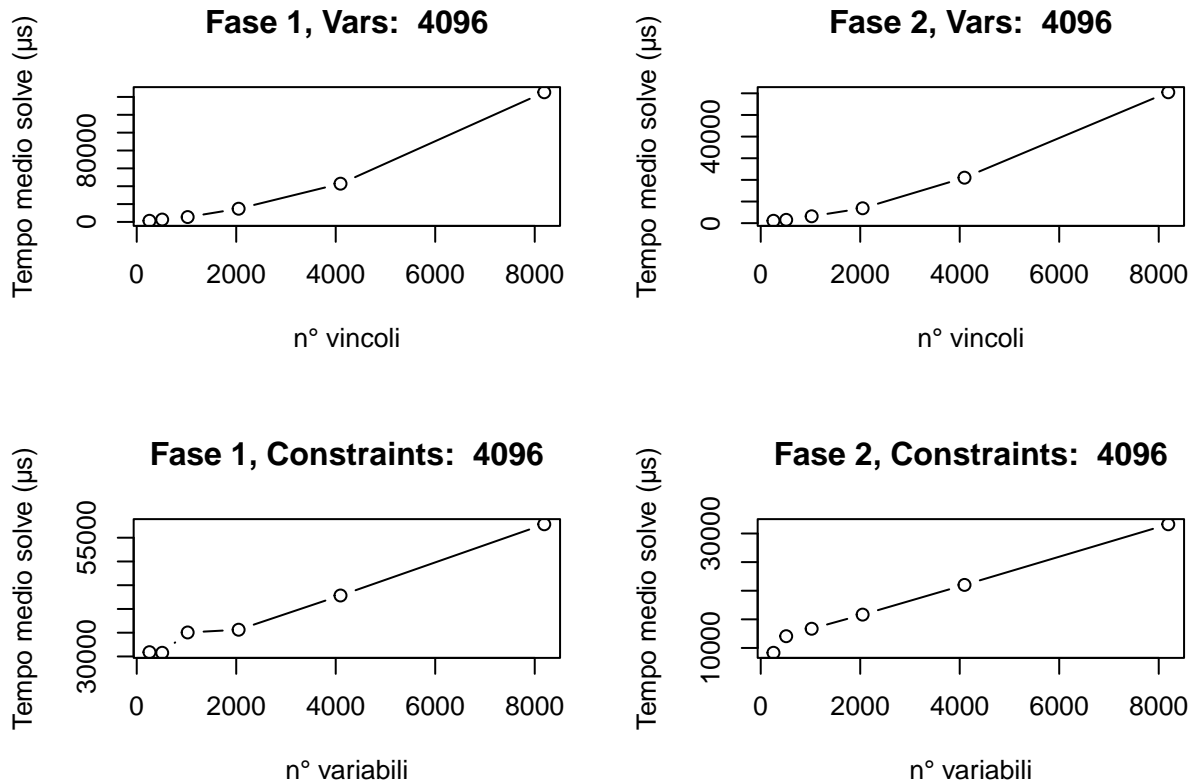 Fase 1, Vars: 4096
Tempo medio solve (μs)
0
80000
0
2000
4000
6000
8000
n° vincoli
Fase 2, Vars: 4096
Tempo medio solve (μs)
0
40000
0
2000
4000
6000
8000
n° vincoli
Fase 1, Constraints: 4096
Tempo medio solve (μs)
30000
55000
0
2000
4000
6000
8000
n° variabili
Fase 2, Constraints: 4096
Tempo medio solve (μs)
10000
30000
0
2000
4000
6000
8000
n° variabili